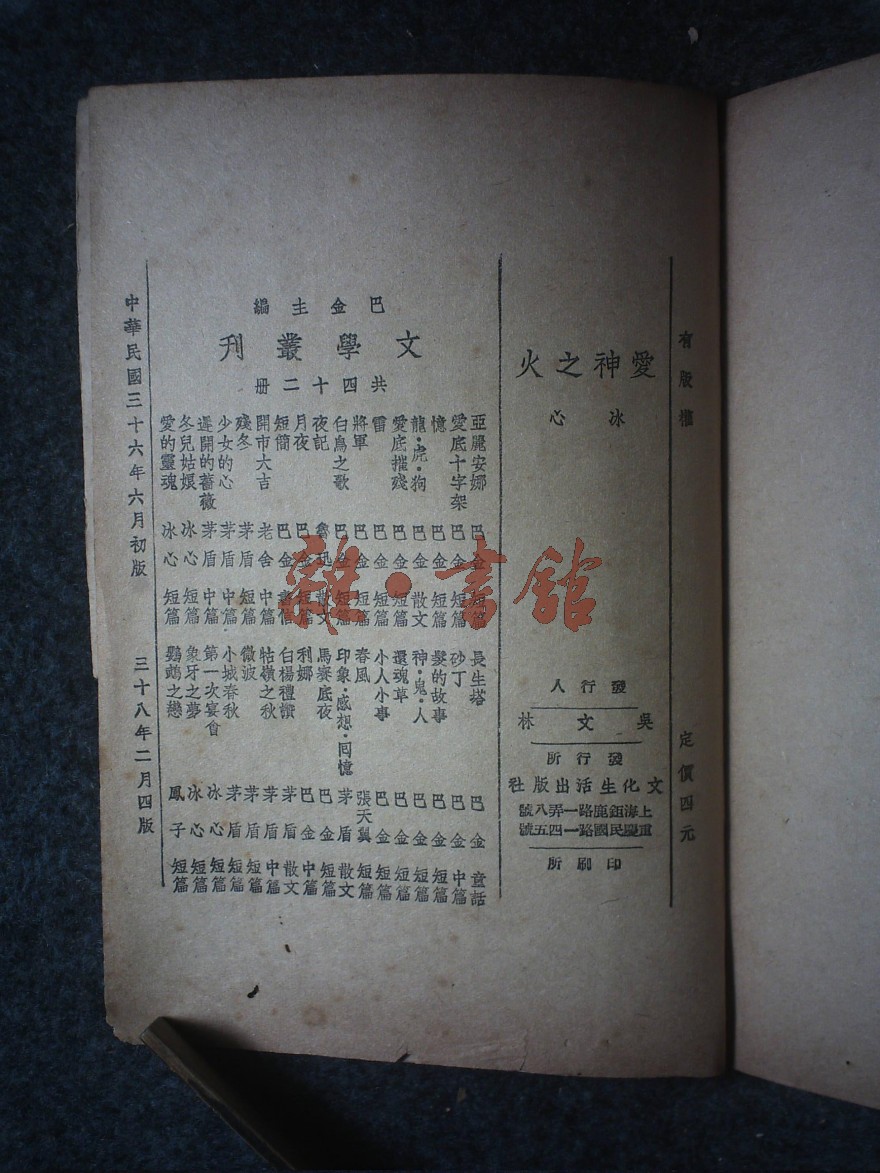 有版權
定價四元
愛神之火
冰心
發行人
吳文林
發行所
文化生活出版社
上海鉅鹿路一弄八號
重慶民國路一四五號
印刷所
巴金主編
文學叢刊
共四十二册
亞麗安娜 巴金 短篇
愛底十字架 巴金 短篇
憶 巴金 短篇
龍·虎·狗 巴金 散文
愛底摧殘 巴金 短篇
雷 巴金 短篇
將軍 巴金 短篇
白鳥之歌 巴金 短篇
夜記 魯迅 散文
月夜 巴金 短篇
短簡 巴金 書信
開市大吉 老舍 中篇
殘冬 茅盾 短篇
少女的心 茅盾 中篇
遲開的薔薇 茅盾 中篇
冬兒姑娘 冰心 短篇
愛的靈魂 冰心 短篇
長生塔 巴金 童話
砂丁 巴金 中篇
髮的故事 巴金 短篇
神·鬼·人 巴金 短篇
還魂草 巴金 短篇
小人小事 巴金 短篇
春風 張天翼 短篇
印象·感想·回憶 茅盾 散文
馬賽底夜 巴金 短篇
利娜 巴金 中篇
白楊禮讚 茅盾 散文
牯嶺之秋 茅盾 中篇
微波 茅盾 短篇
小城春秋 茅盾 短篇
第一次宴會 冰心 短篇
象牙之夢 冰心 短篇
鸚鵡之戀 鳳子 短篇
中華民國三十六年六月初版 三十八年二月四版
雜·書館